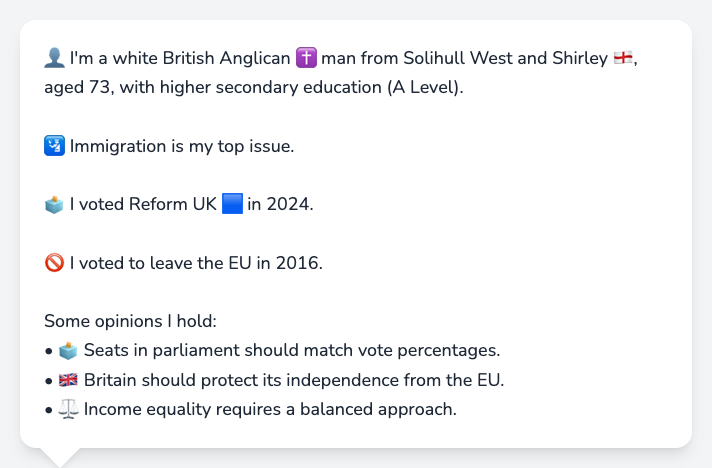 👤 I'm a white British Anglican ✝️ man from Solihull West and Shirley 🏴󠁧󠁢󠁥󠁮󠁧󠁿,
aged 73, with higher secondary education (A Level).
🛂 Immigration is my top issue.
🗳️ I voted Reform UK 🟦 in 2024.
🚫 I voted to leave the EU in 2016.
Some opinions I hold:
• 🗳️ Seats in parliament should match vote percentages.
• 🇬🇧 Britain should protect its independence from the EU.
• ⚖️ Income equality requires a balanced approach.